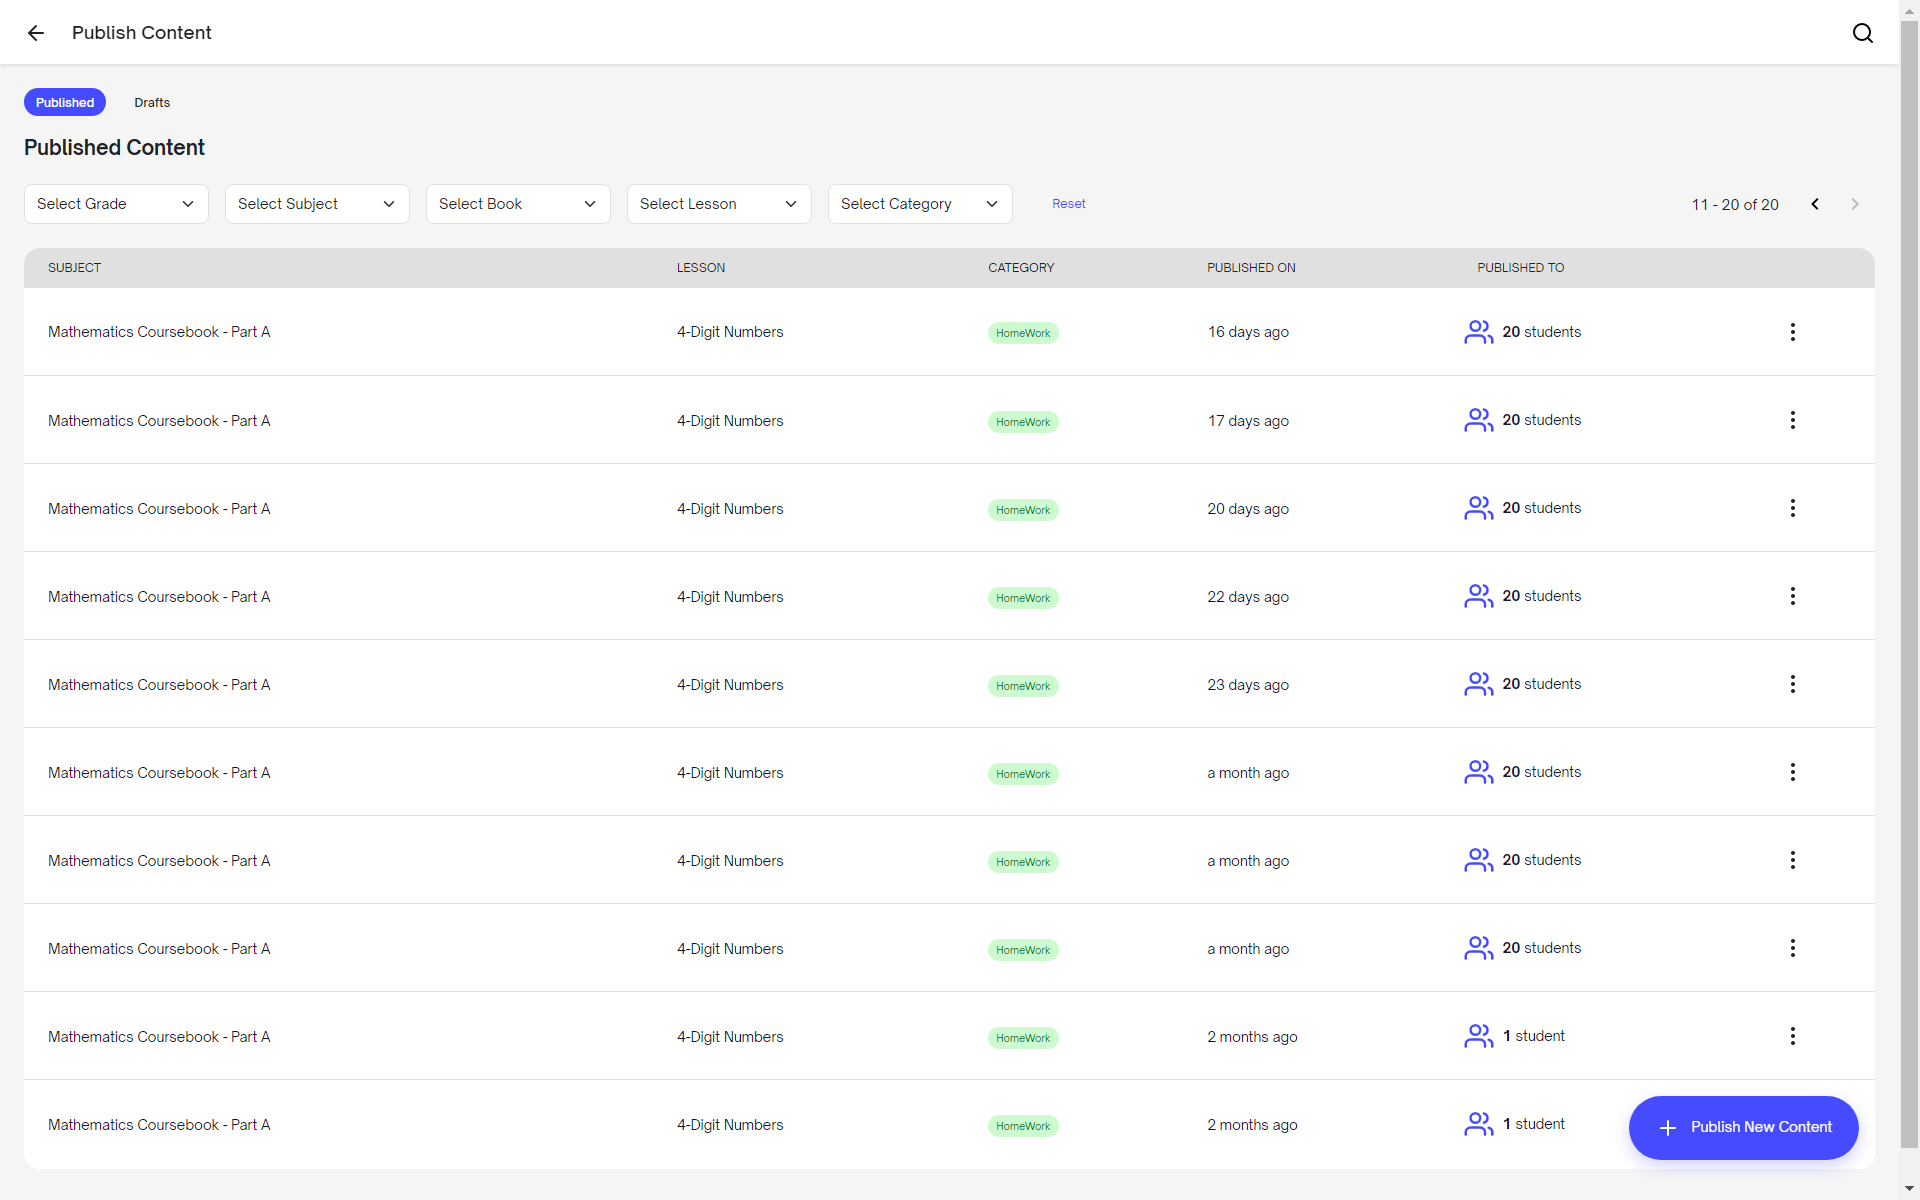 Publish Content
Published Drafts
Published Content
Select Grade Select Subject Select Book Select Lesson Select Category Reset 11 - 20 of 20
SUBJECT LESSON CATEGORY PUBLISHED ON PUBLISHED TO
Mathematics Coursebook - Part A 4-Digit Numbers HomeWork 16 days ago 20 students
Mathematics Coursebook - Part A 4-Digit Numbers HomeWork 17 days ago 20 students
Mathematics Coursebook - Part A 4-Digit Numbers HomeWork 20 days ago 20 students
Mathematics Coursebook - Part A 4-Digit Numbers HomeWork 22 days ago 20 students
Mathematics Coursebook - Part A 4-Digit Numbers HomeWork 23 days ago 20 students
Mathematics Coursebook - Part A 4-Digit Numbers HomeWork a month ago 20 students
Mathematics Coursebook - Part A 4-Digit Numbers HomeWork a month ago 20 students
Mathematics Coursebook - Part A 4-Digit Numbers HomeWork a month ago 20 students
Mathematics Coursebook - Part A 4-Digit Numbers HomeWork 2 months ago 1 student
Mathematics Coursebook - Part A 4-Digit Numbers HomeWork 2 months ago 1 student
Publish New Content